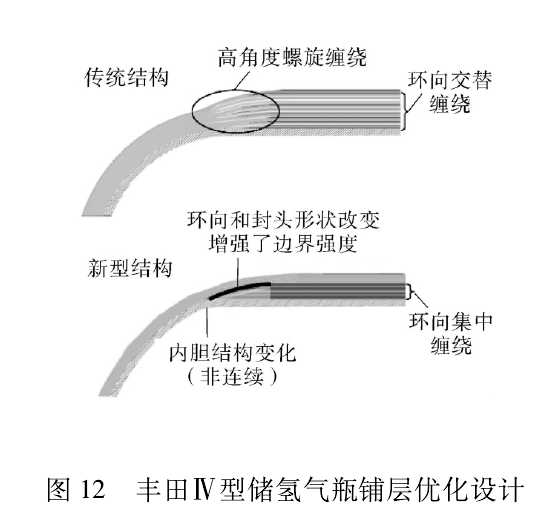 高角度螺旋缠绕
传统结构
环向交替
缠绕
环向和封头形状改变
增强了边界强度
新型结构
环向集中
缠绕
内胆结构变化
(非连续)
图 12 丰田Ⅳ型储氢气瓶铺层优化设计